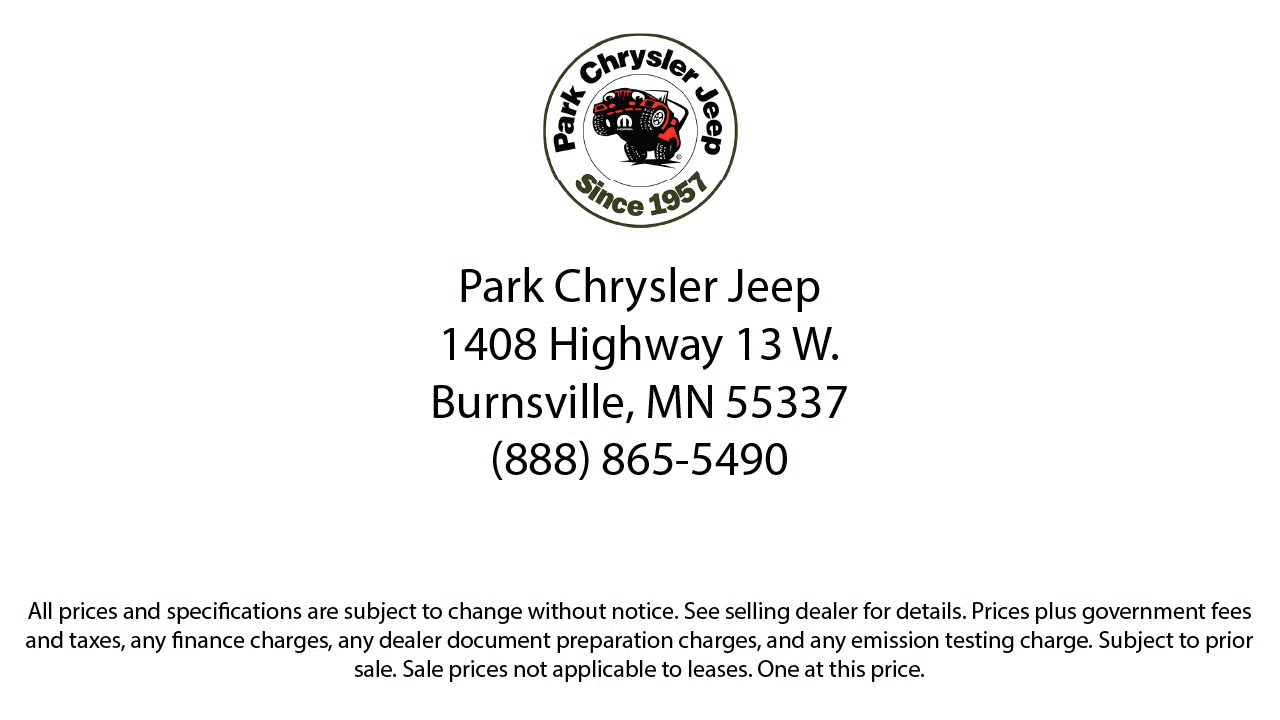 Park Chrysler Jeep
Since 1957
Park Chrysler Jeep
1408 Highway 13 W.
Burnsville, MN 55337
(888) 865-5490
All prices and specifications are subject to change without notice. See selling dealer for details. Prices plus government fees
and taxes, any finance charges, any dealer document preparation charges, and any emission testing charge. Subject to prior
sale. Sale prices not applicable to leases. One at this price.